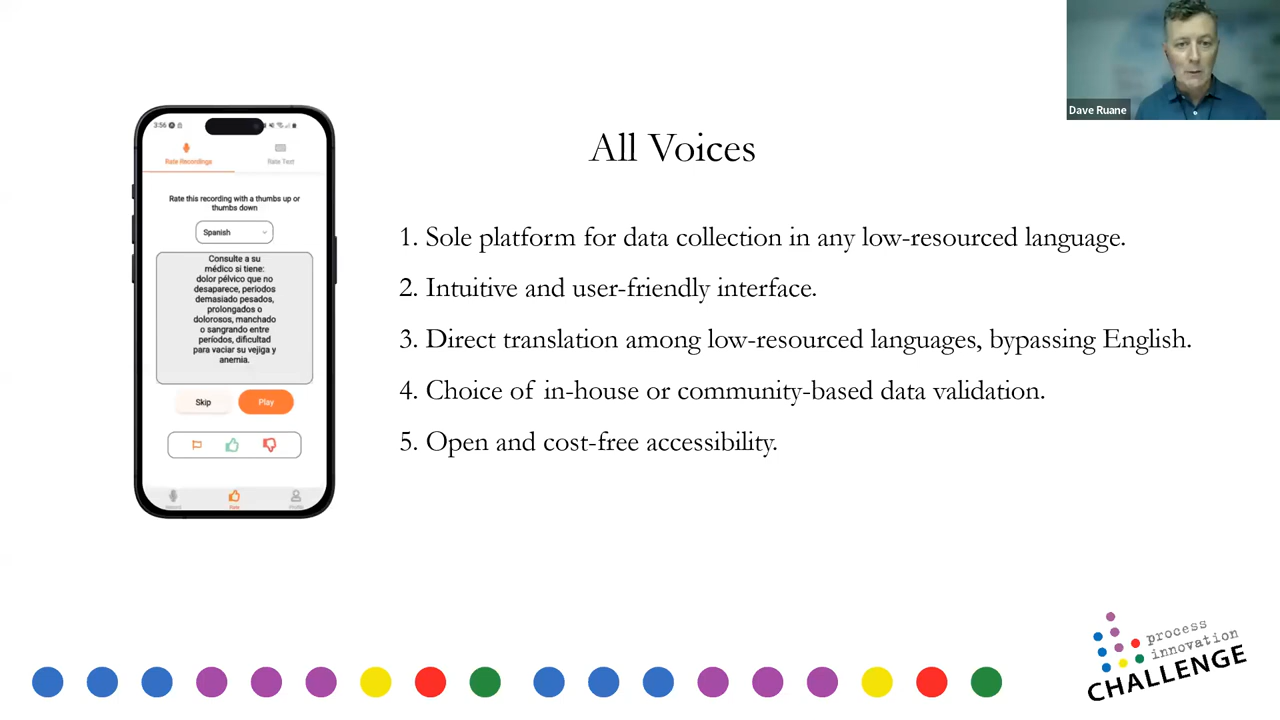 Dave Ruane
3:56
Rate Recordings
Rate Text
Rate this recording with a thumbs up or
thumbs down
Spanish
Consulte a su
médico si tiene:
dolor pélvico que no
desaparece, periodos
demasiado pesados,
prolongados o
dolorosos, manchado
o sangrando entre
períodos, dificultad
para vaciar su vejiga y
anemia.
Skip
Play
Rate
Profile
All Voices
1. Sole platform for data collection in any low-resourced language.
2. Intuitive and user-friendly interface.
3. Direct translation among low-resourced languages, bypassing English.
4. Choice of in-house or community-based data validation.
5. Open and cost-free accessibility.
process
innovation
CHALLENGE